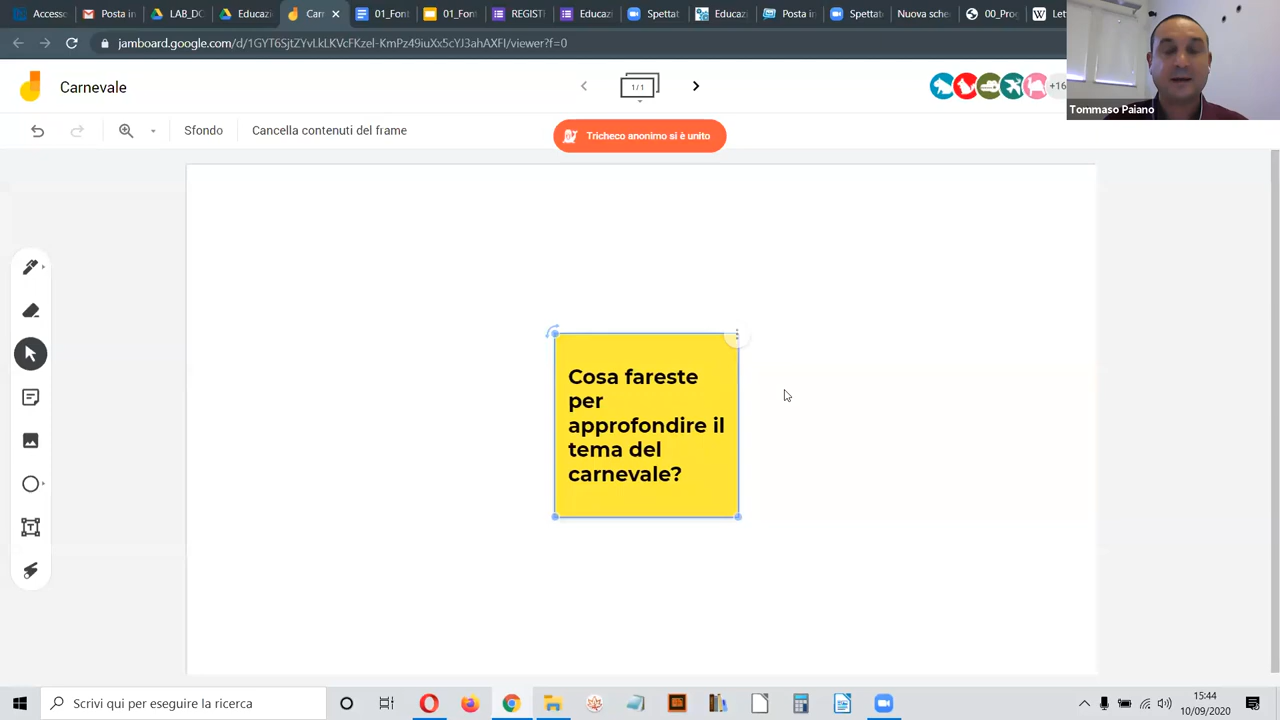 Accesso
Posta in
LAB_DC
Educazi
Carn
01_Font
01_Font
REGIST
Educazi
Spettat
Educazi
Posta in
Spettat
Nuova sche
00_Prog
Let
jamboard.google.com/d/1GYT6SjtZYvLkLKVcFKzel-KmPz49iuXx5cYJ3ahAXFI/viewer?f=0
Carnevale
1/1
+16
Tommaso Paiano
Sfondo
Cancella contenuti del frame
Tricheco anonimo si è unito
Cosa fareste
per
approfondire il
tema del
carnevale?
Scrivi qui per eseguire la ricerca
15:44
10/09/2020